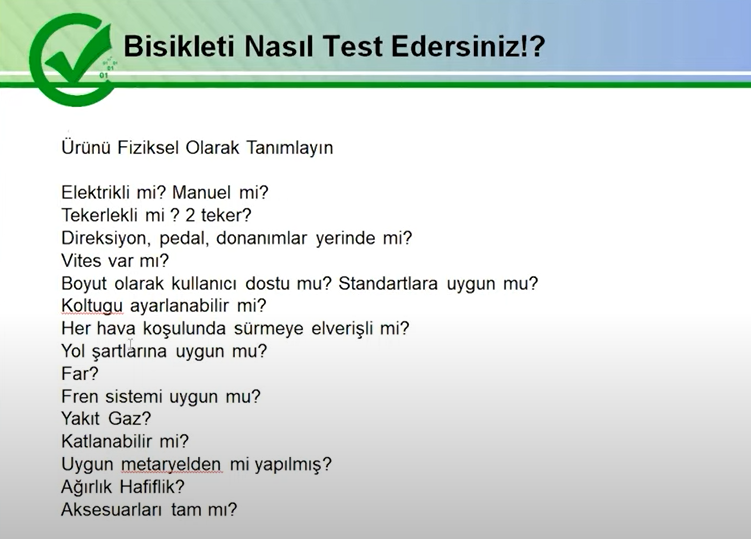 Bisikleti Nasıl Test Edersiniz!?
01
Ürünü Fiziksel Olarak Tanımlayın
Elektrikli mi? Manuel mi?
Tekerlekli mi ? 2 teker?
Direksiyon, pedal, donanımlar yerinde mi?
Vites var mı?
Boyut olarak kullanıcı dostu mu? Standartlara uygun mu?
Koltugu ayarlanabilir mi?
Her hava koşulunda sürmeye elverişli mi?
Yol şartlarına uygun mu?
Far?
Fren sistemi uygun mu?
Yakıt Gaz?
Katlanabilir mi?
Uygun metaryelden mi yapılmış?
Ağırlık Hafiflik?
Aksesuarları tam mı?